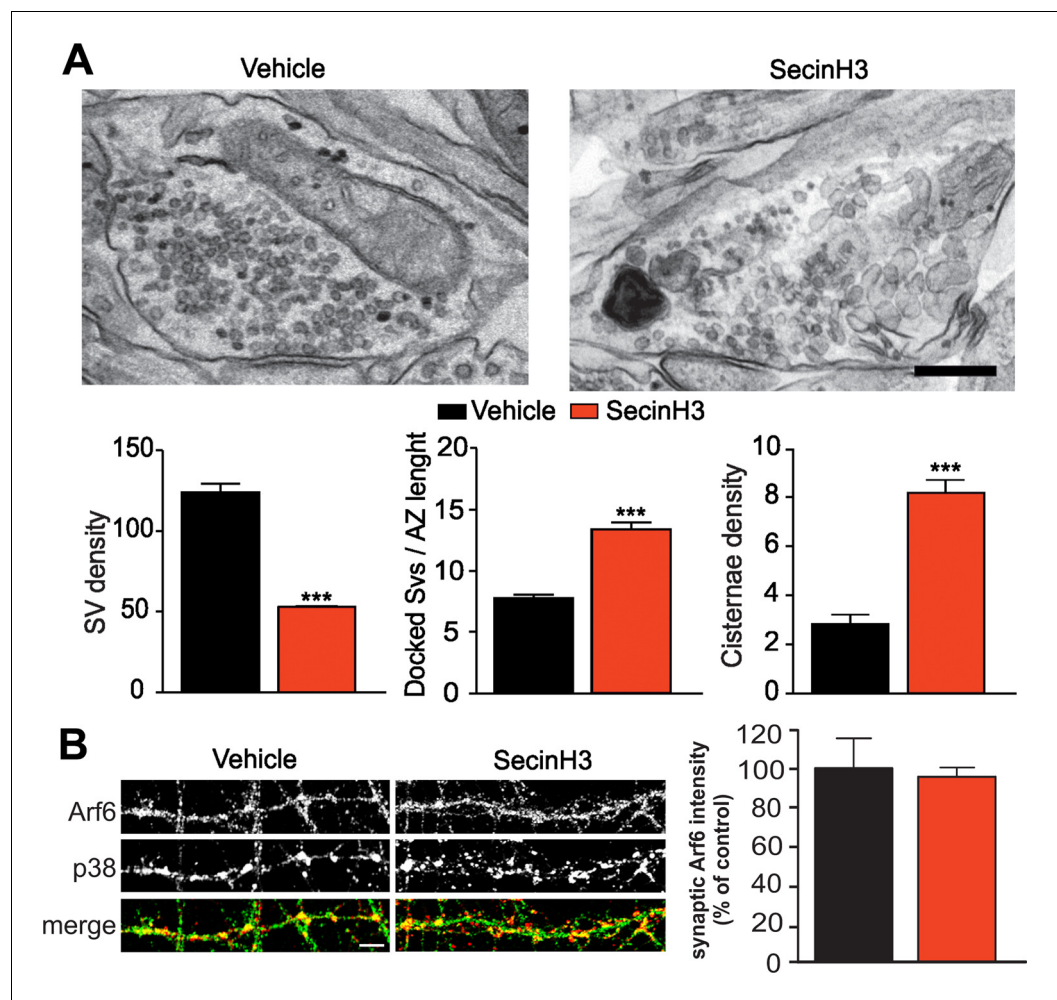 A
Vehicle
SecinH3
Vehicle SecinH3
SV density
150
100
50
0
***
Docked Svs / AZ lenght
20
15
10
5
0
***
Cisternae density
10
8
6
4
2
0
***
B
Vehicle
SecinH3
Arf6
p38
merge
synaptic Arf6 intensity
(% of control)
120
100
80
60
40
20
0